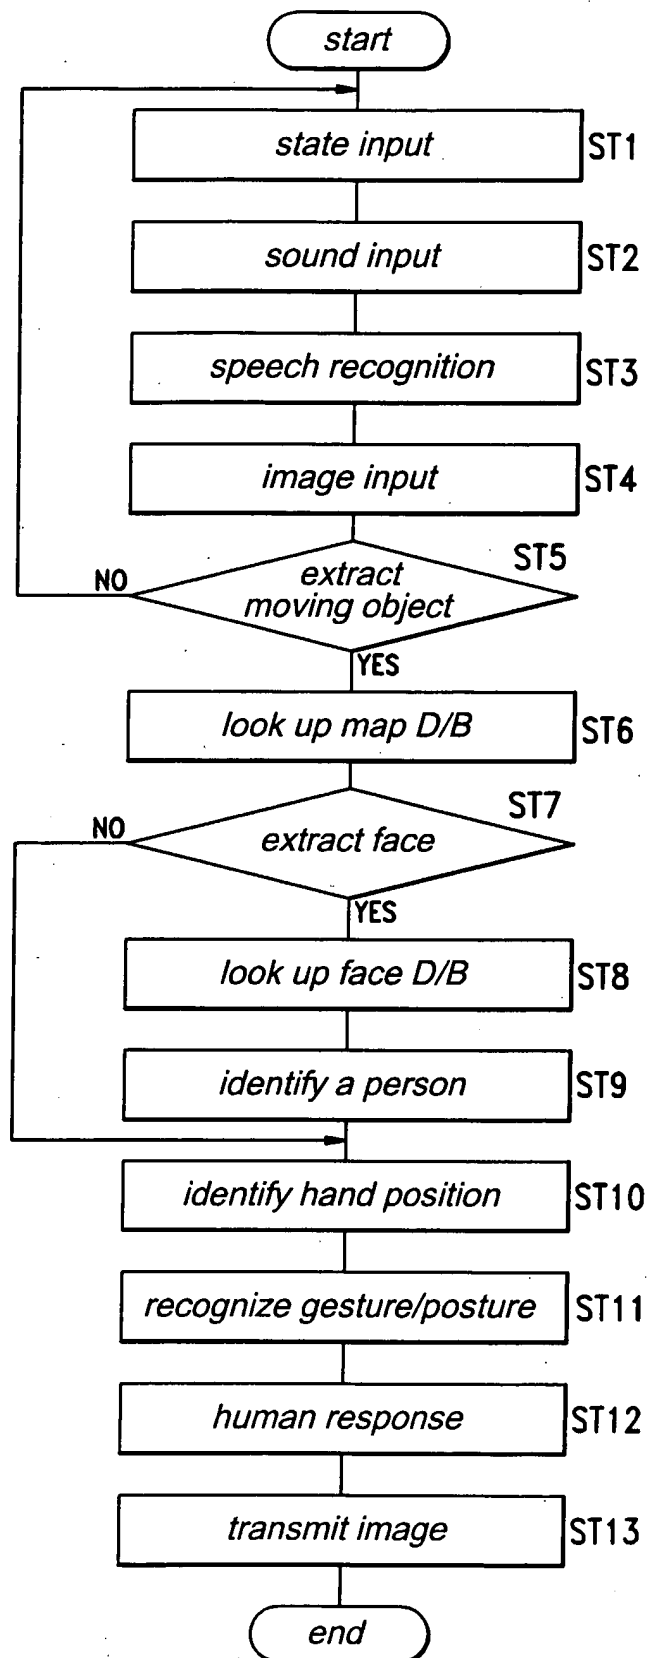 start
state input ST1
sound input ST2
speech recognition ST3
image input ST4
ST5
extract
NO
moving object
YES
look up map D/B ST6
ST7
NO
extract face
YES
look up face D/B ST8
identify a person ST9
identify hand position ST10
recognize gesture/posture ST11
human response ST12
transmit image ST13
end